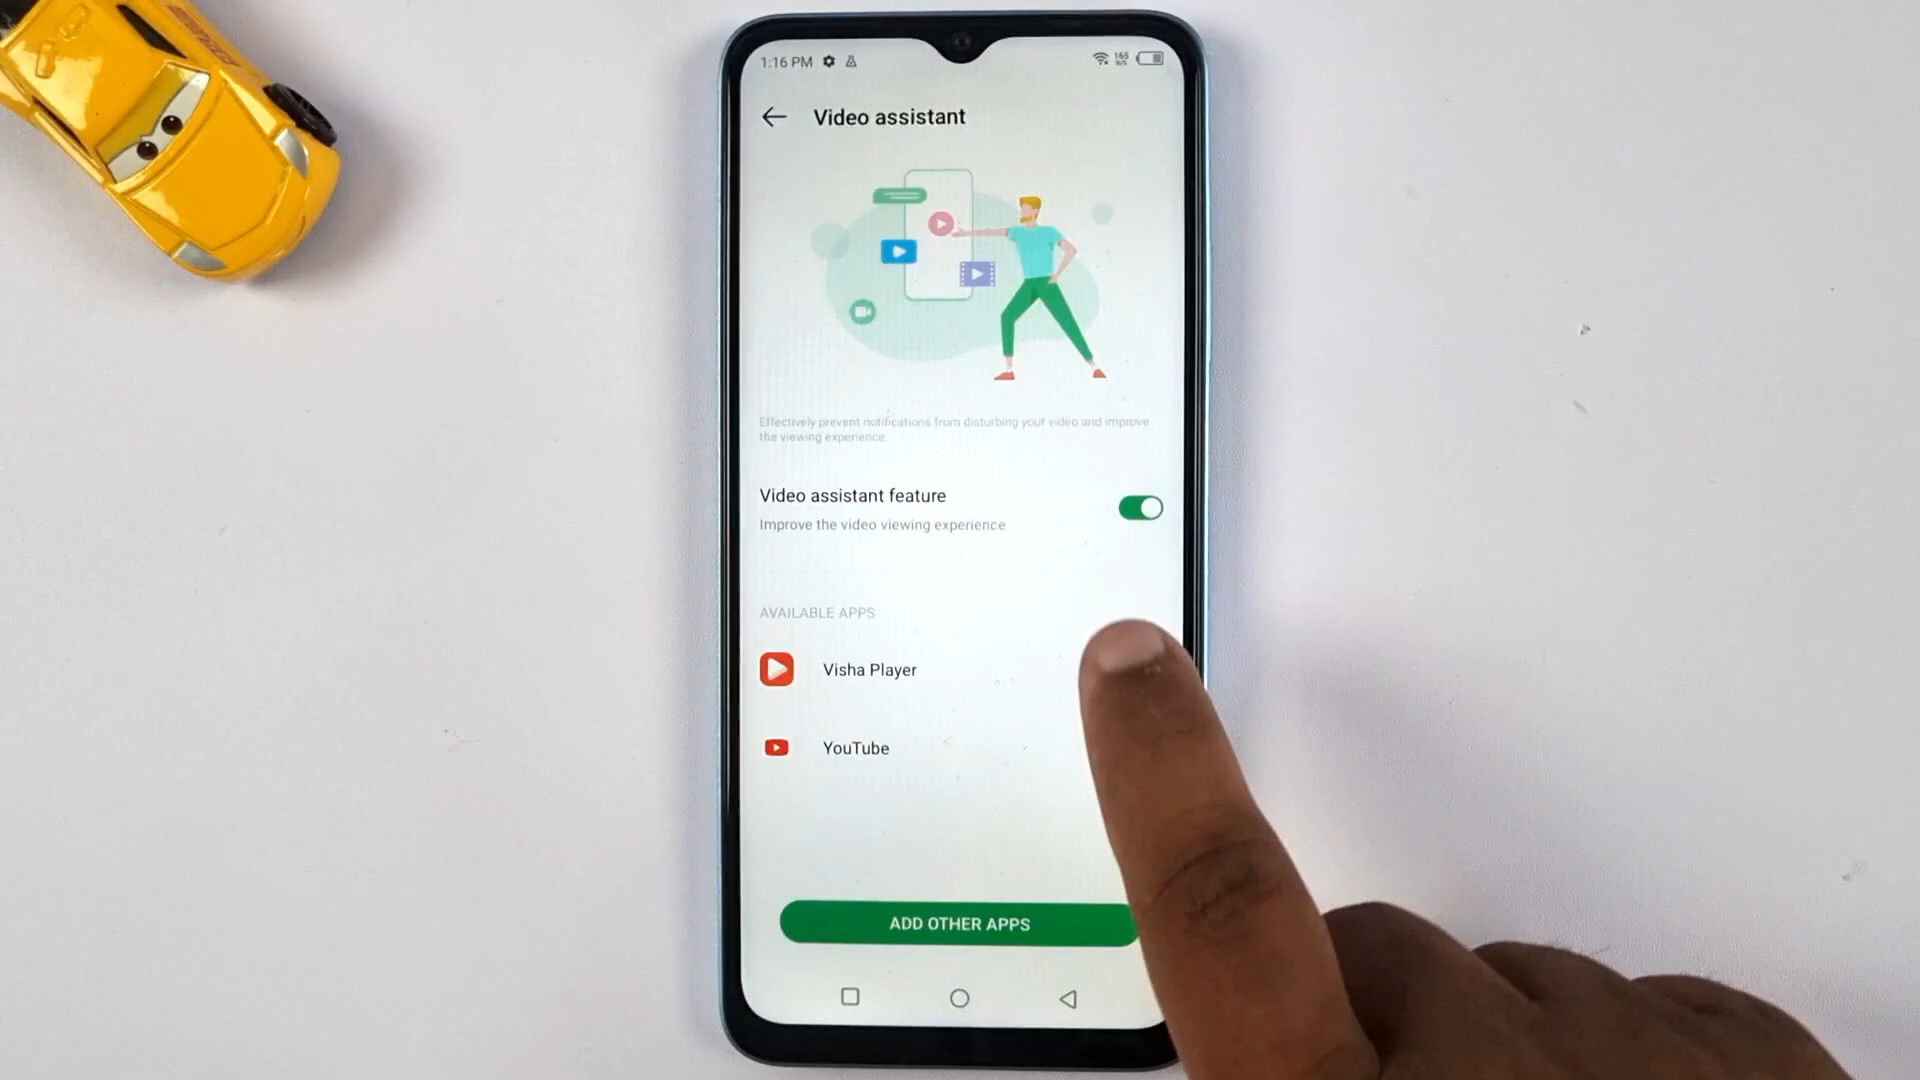 1:16 PM
165
B/S
Video assistant
Effectively prevent notifications from disturbing your video and improve
the viewing experience.
Video assistant feature
Improve the video viewing experience
AVAILABLE APPS
Visha Player
YouTube
ADD OTHER APPS